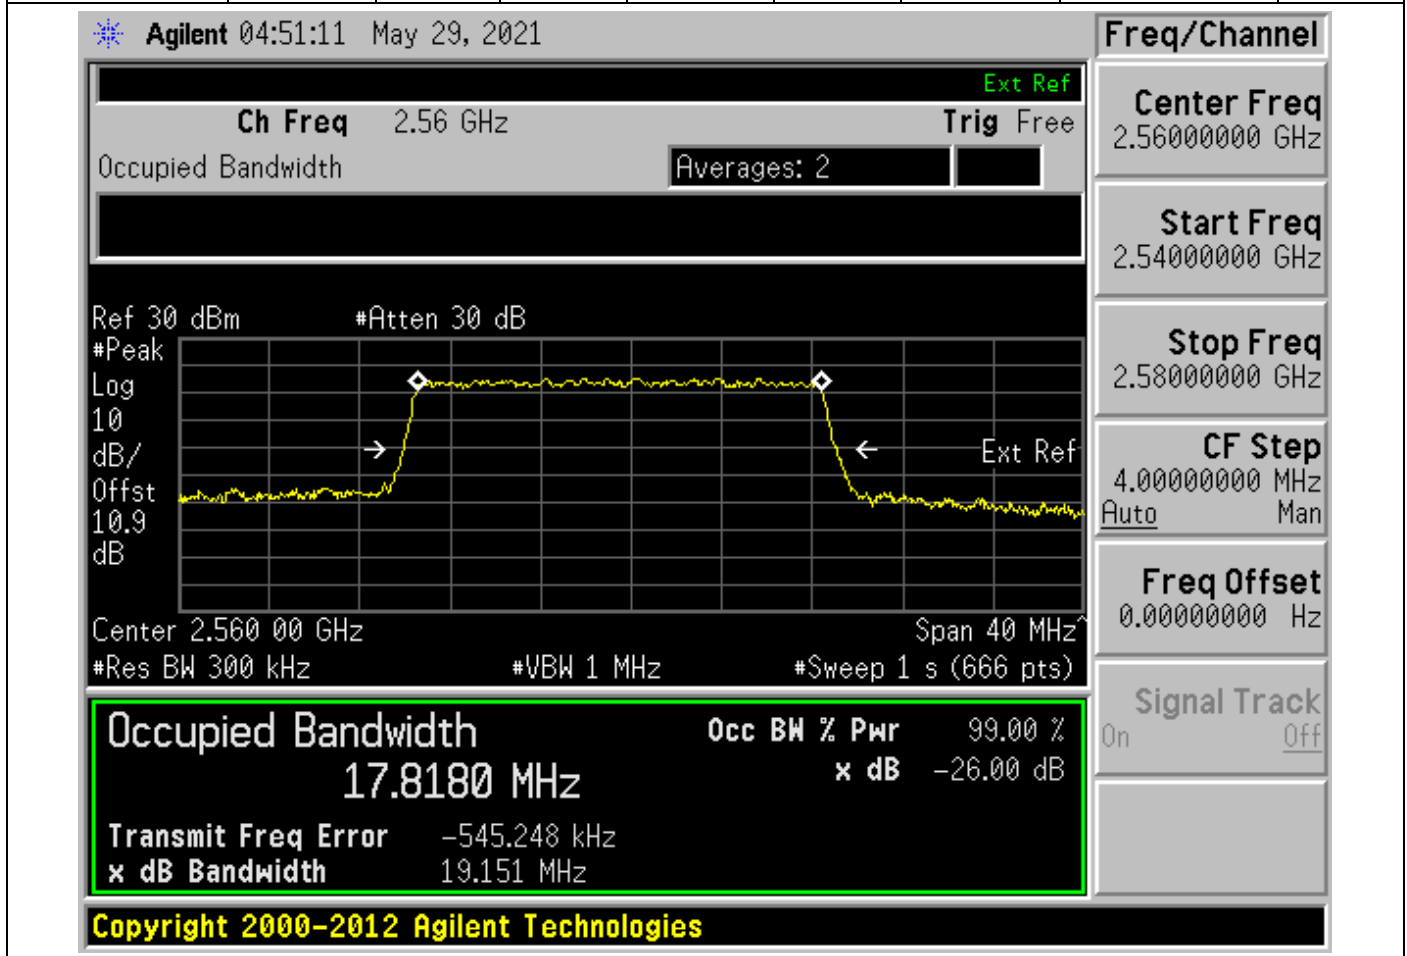 Agilent 04:51:11 May 29, 2021
Freq/Channel
Ext Ref
Ch Freq 2.56 GHz Trig Free
Occupied Bandwidth Averages: 2
Center Freq
2.56000000 GHz
Start Freq
2.54000000 GHz
Stop Freq
2.58000000 GHz
CF Step
4.00000000 MHz
Auto Man
Freq Offset
0.00000000 Hz
Signal Track
On Off
Ref 30 dBm #Atten 30 dB
#Peak
Log
10
dB/
Offst
10.9
dB
Ext Ref
Center 2.560 00 GHz Span 40 MHz^
#Res BW 300 kHz #VBW 1 MHz #Sweep 1 s (666 pts)
Occupied Bandwidth Occ BW % Pwr 99.00 %
17.8180 MHz x dB -26.00 dB
Transmit Freq Error -545.248 kHz
x dB Bandwidth 19.151 MHz
Copyright 2000-2012 Agilent Technologies